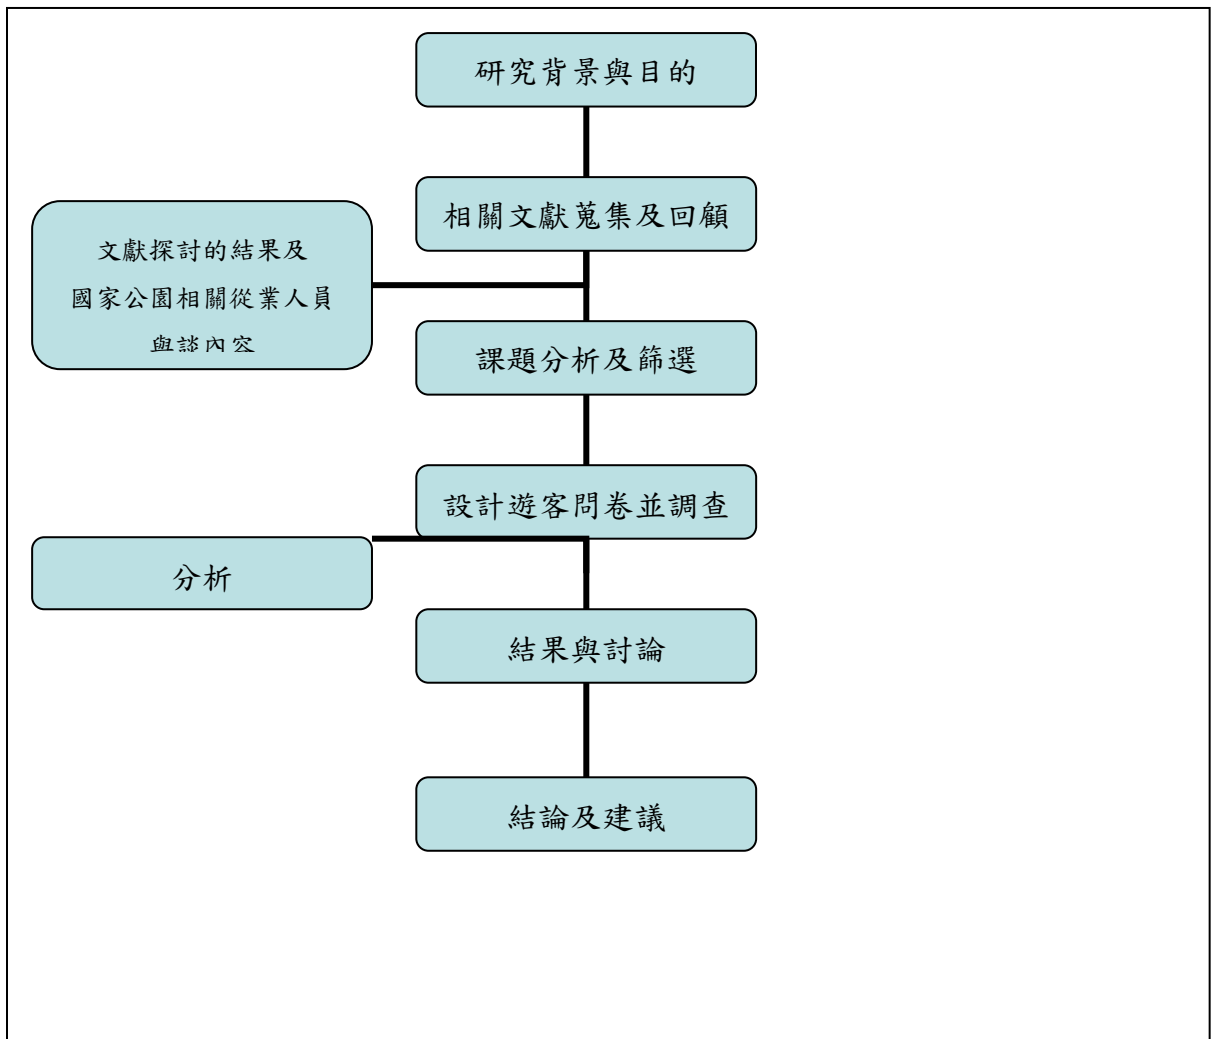 研究背景與目的
相關文獻蒐集及回顧
文獻探討的結果及
國家公園相關從業人員
與談內容
課題分析及篩選
設計遊客問卷並調查
分析
結果與討論
結論及建議